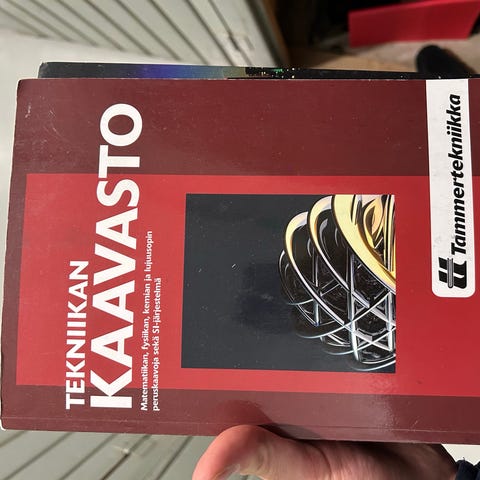 TEKNIIKAN
KAAVASTO
Matematiikan, fysiikan, kemian ja lujuusopin
peruskaavoja sekä SI-järjestelmä
Tammertekniikka